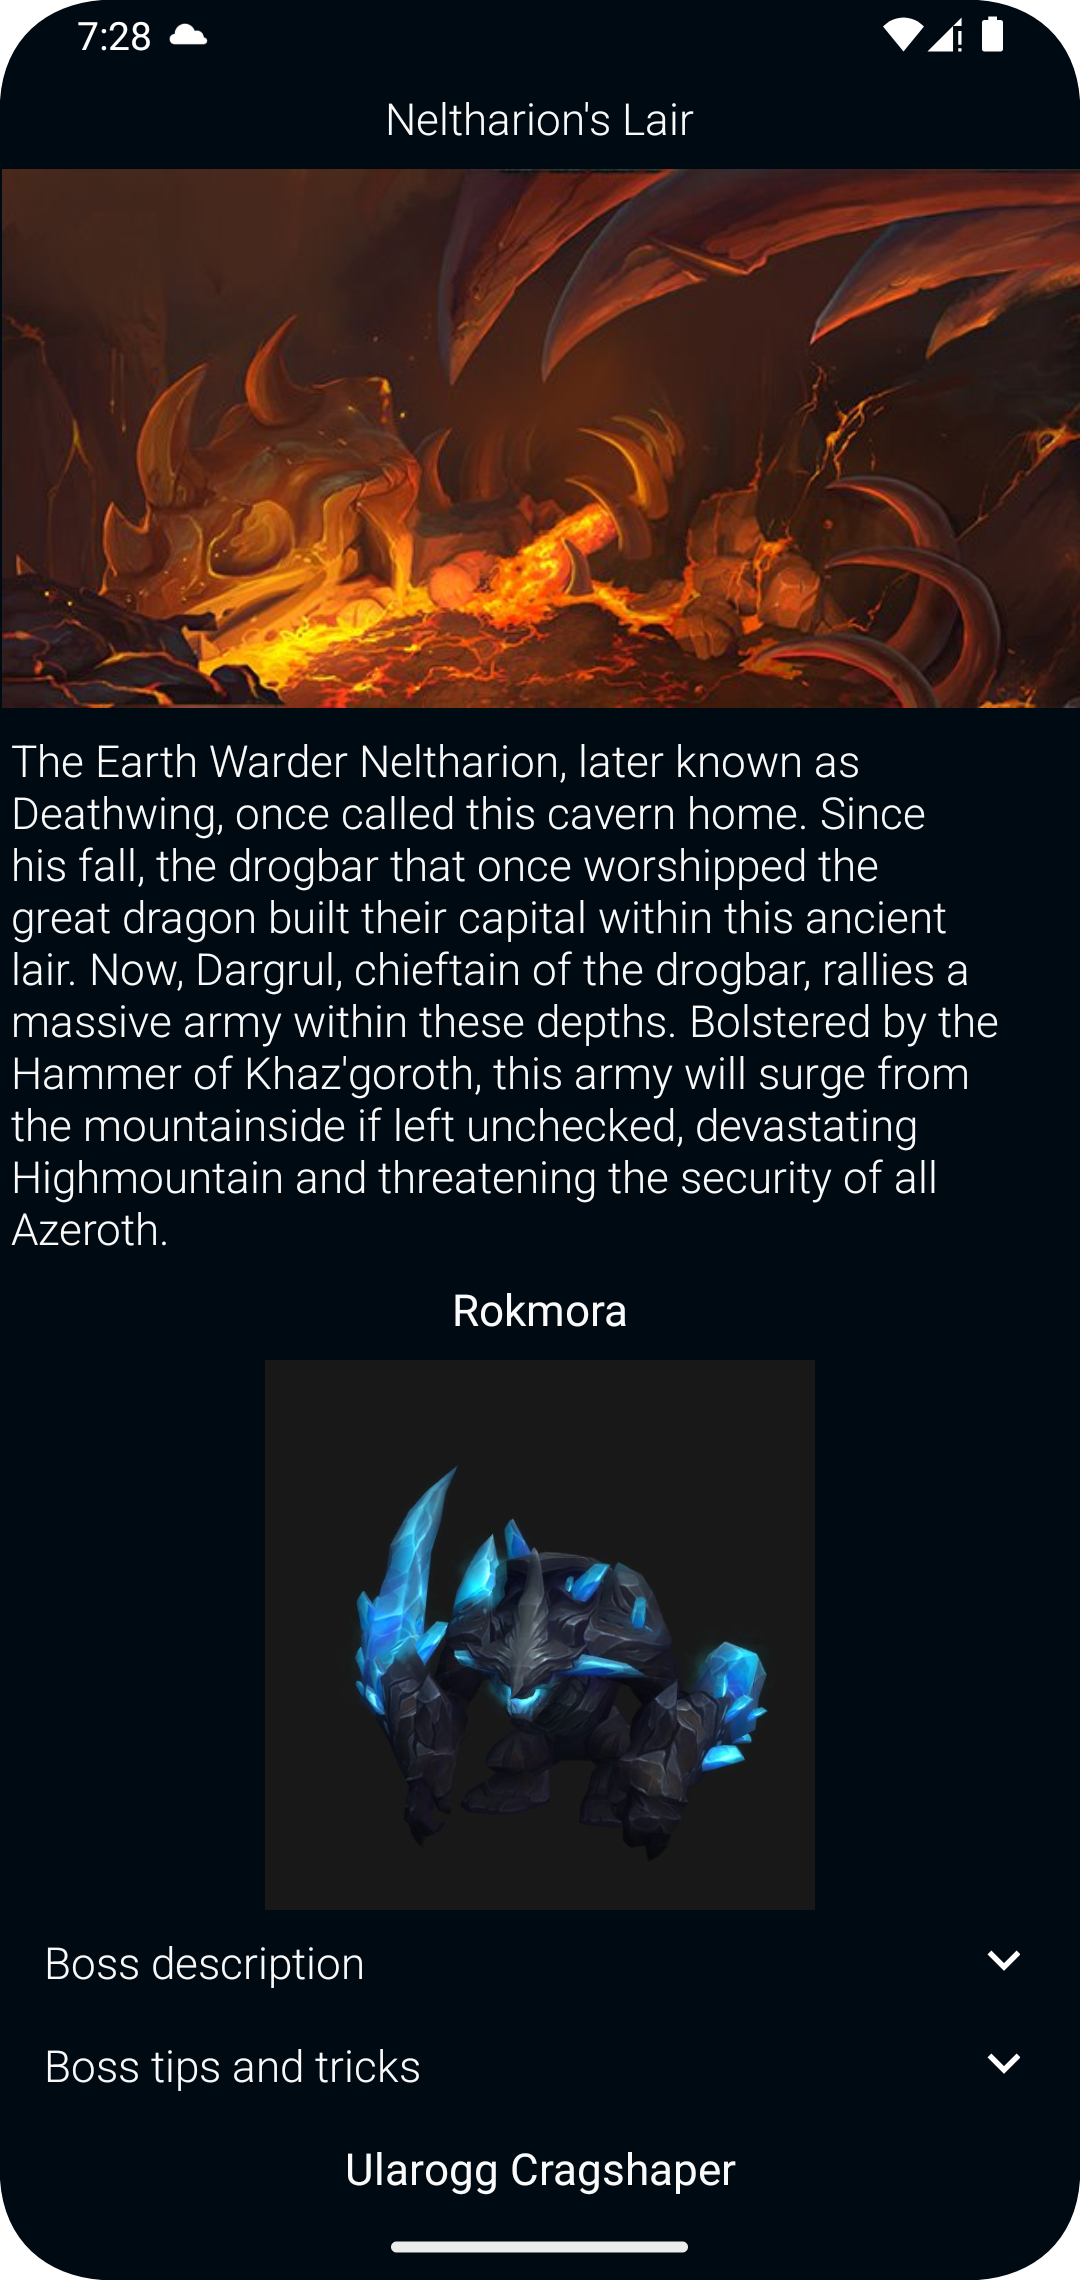 7:28
Neltharion's Lair
The Earth Warder Neltharion, later known as
Deathwing, once called this cavern home. Since
his fall, the drogbar that once worshipped the
great dragon built their capital within this ancient
lair. Now, Dargrul, chieftain of the drogbar, rallies a
massive army within these depths. Bolstered by the
Hammer of Khaz'goroth, this army will surge from
the mountainside if left unchecked, devastating
Highmountain and threatening the security of all
Azeroth.
Rokmora
Boss description
Boss tips and tricks
Ularogg Cragshaper